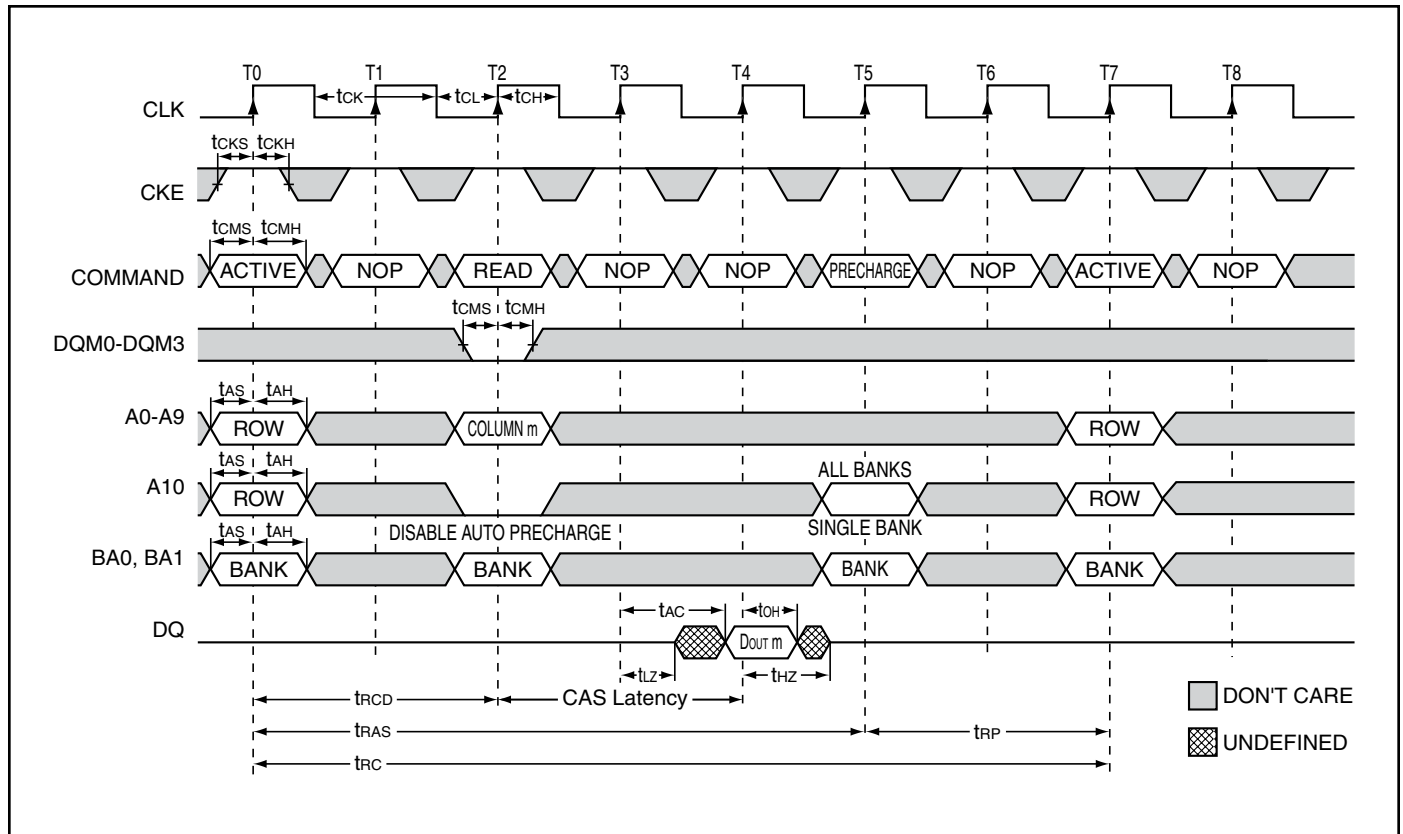 T0 T1 T2 T3 T4 T5 T6 T7 T8
CLK tCK tCL tCH
tCKS tCKH
CKE
tCMS tCMH
COMMAND ACTIVE NOP READ NOP NOP PRECHARGE NOP ACTIVE NOP
tCMS tCMH
DQM0-DQM3
tAS tAH
A0-A9 ROW COLUMN m ROW
tAS tAH ALL BANKS
A10 ROW ROW
tAS tAH DISABLE AUTO PRECHARGE SINGLE BANK
BA0, BA1 BANK BANK BANK BANK
tAC tOH
DQ DOUT m
tLZ tHZ
tRCD CAS Latency DON'T CARE
tRAS tRP UNDEFINED
tRC